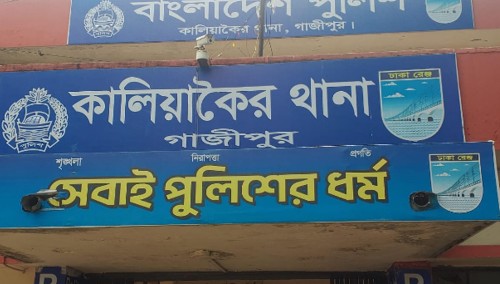 বাংলাদেশ পুলিশ
কালিয়াকৈর থানা, গাজীপুর।
কালিয়াকৈর থানা
ঢাকা রেঞ্জ
গাজীপুর
শৃঙ্খলা নিরাপত্তা প্রগতি
সেবাই পুলিশের ধর্ম
ঢাকা রেঞ্জ